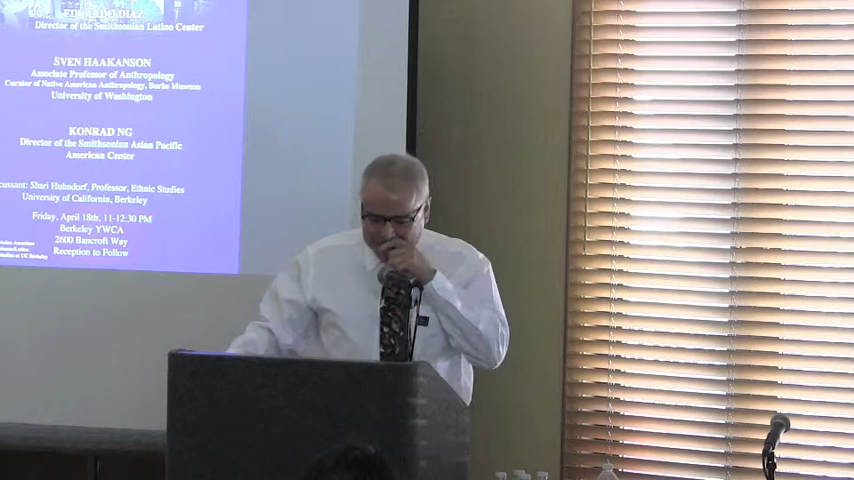 EDUARDO DIAZ
Director of the Smithsonian Latino Center
SVEN HAAKANSON
Associate Professor of Anthropology,
Curator of Native American Anthropology, Burke Museum
University of Washington
KONRAD NG
Director of the Smithsonian Asian Pacific
American Center
cussant: Shari Huhndorf, Professor, Ethnic Studies
University of California, Berkeley
Friday, April 18th, 11-12:30 PM
Berkeley YWCA
2600 Bancroft Way
Reception to Follow